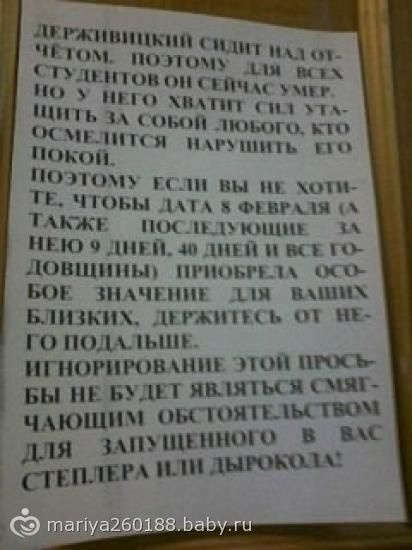 ДЕРЖИВИЦКИЙ СИДИТ НАД ОТ-
ЧЁТОМ. ПОЭТОМУ ДЛЯ ВСЕХ
СТУДЕНТОВ ОН СЕЙЧАС УМЕР.
НО У НЕГО ХВАТИТ СИЛ УТА-
ЩИТЬ ЗА СОБОЙ ЛЮБОГО, КТО
ОСМЕЛИТСЯ НАРУШИТЬ ЕГО
ПОКОЙ.
ПОЭТОМУ ЕСЛИ ВЫ НЕ ХОТИ-
ТЕ, ЧТОБЫ ДАТА 8 ФЕВРАЛЯ (А
ТАКЖЕ ПОСЛЕДУЮЩИЕ ЗА
НЕЮ 9 ДНЕЙ, 40 ДНЕЙ И ВСЕ ГО-
ДОВЩИНЫ) ПРИОБРЕЛА ОСО-
БОЕ ЗНАЧЕНИЕ ДЛЯ ВАШИХ
БЛИЗКИХ, ДЕРЖИТЕСЬ ОТ НЕ-
ГО ПОДАЛЬШЕ.
ИГНОРИРОВАНИЕ ЭТОЙ ПРОСЬ-
БЫ НЕ БУДЕТ ЯВЛЯТЬСЯ СМЯГ-
ЧАЮЩИМ ОБСТОЯТЕЛЬСТВОМ
ДЛЯ ЗАПУЩЕННОГО В ВАС
СТЕПЛЕРА ИЛИ ДЫРОКОЛА!
mariya260188.baby.ru